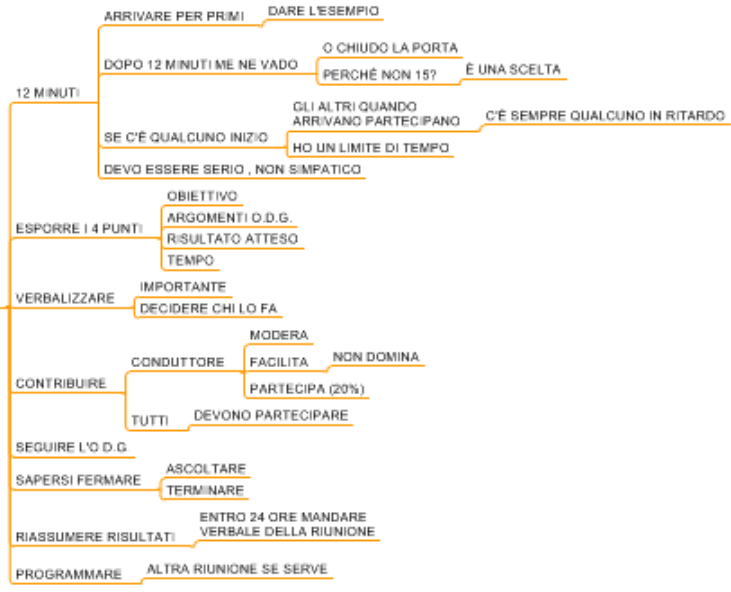 ARRIVARE PER PRIMI
DARE L'ESEMPIO
O CHIUDO LA PORTA
DOPO 12 MINUTI ME NE VADO
PERCHÉ NON 15?
È UNA SCELTA
12 MINUTI
GLI ALTRI QUANDO
ARRIVANO PARTECIPANO
C'È SEMPRE QUALCUNO IN RITARDO
SE C'È QUALCUNO INIZIO
HO UN LIMITE DI TEMPO
DEVO ESSERE SERIO , NON SIMPATICO
OBIETTIVO
ARGOMENTI O.D.G.
ESPORRE I 4 PUNTI
RISULTATO ATTESO
TEMPO
IMPORTANTE
VERBALIZZARE
DECIDERE CHI LO FA
MODERA
CONDUTTORE
FACILITA
NON DOMINA
PARTECIPA (20%)
CONTRIBUIRE
TUTTI
DEVONO PARTECIPARE
SEGUIRE L'O D.G
ASCOLTARE
SAPERSI FERMARE
TERMINARE
ENTRO 24 ORE MANDARE
VERBALE DELLA RIUNIONE
RIASSUMERE RISULTATI
PROGRAMMARE
ALTRA RIUNIONE SE SERVE